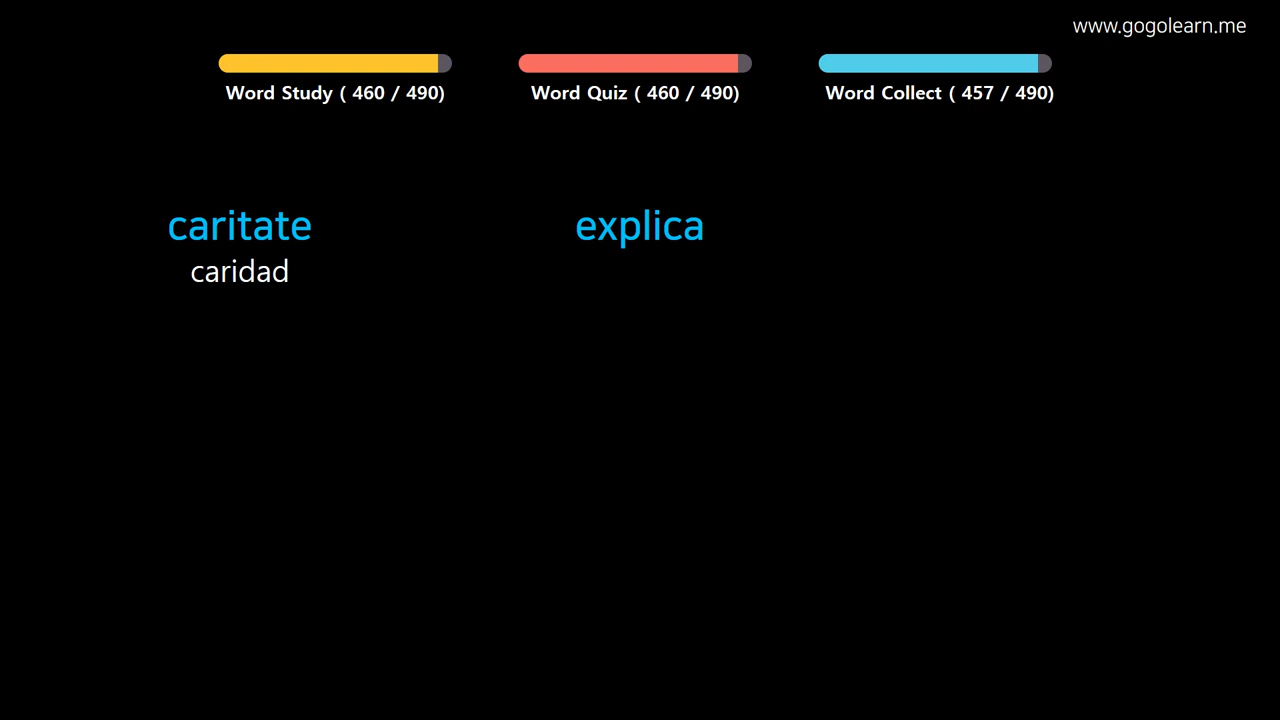 www.gogolearn.me
Word Study ( 460 / 490)
Word Quiz ( 460 / 490)
Word Collect ( 457 / 490)
caritate
caridad
explica